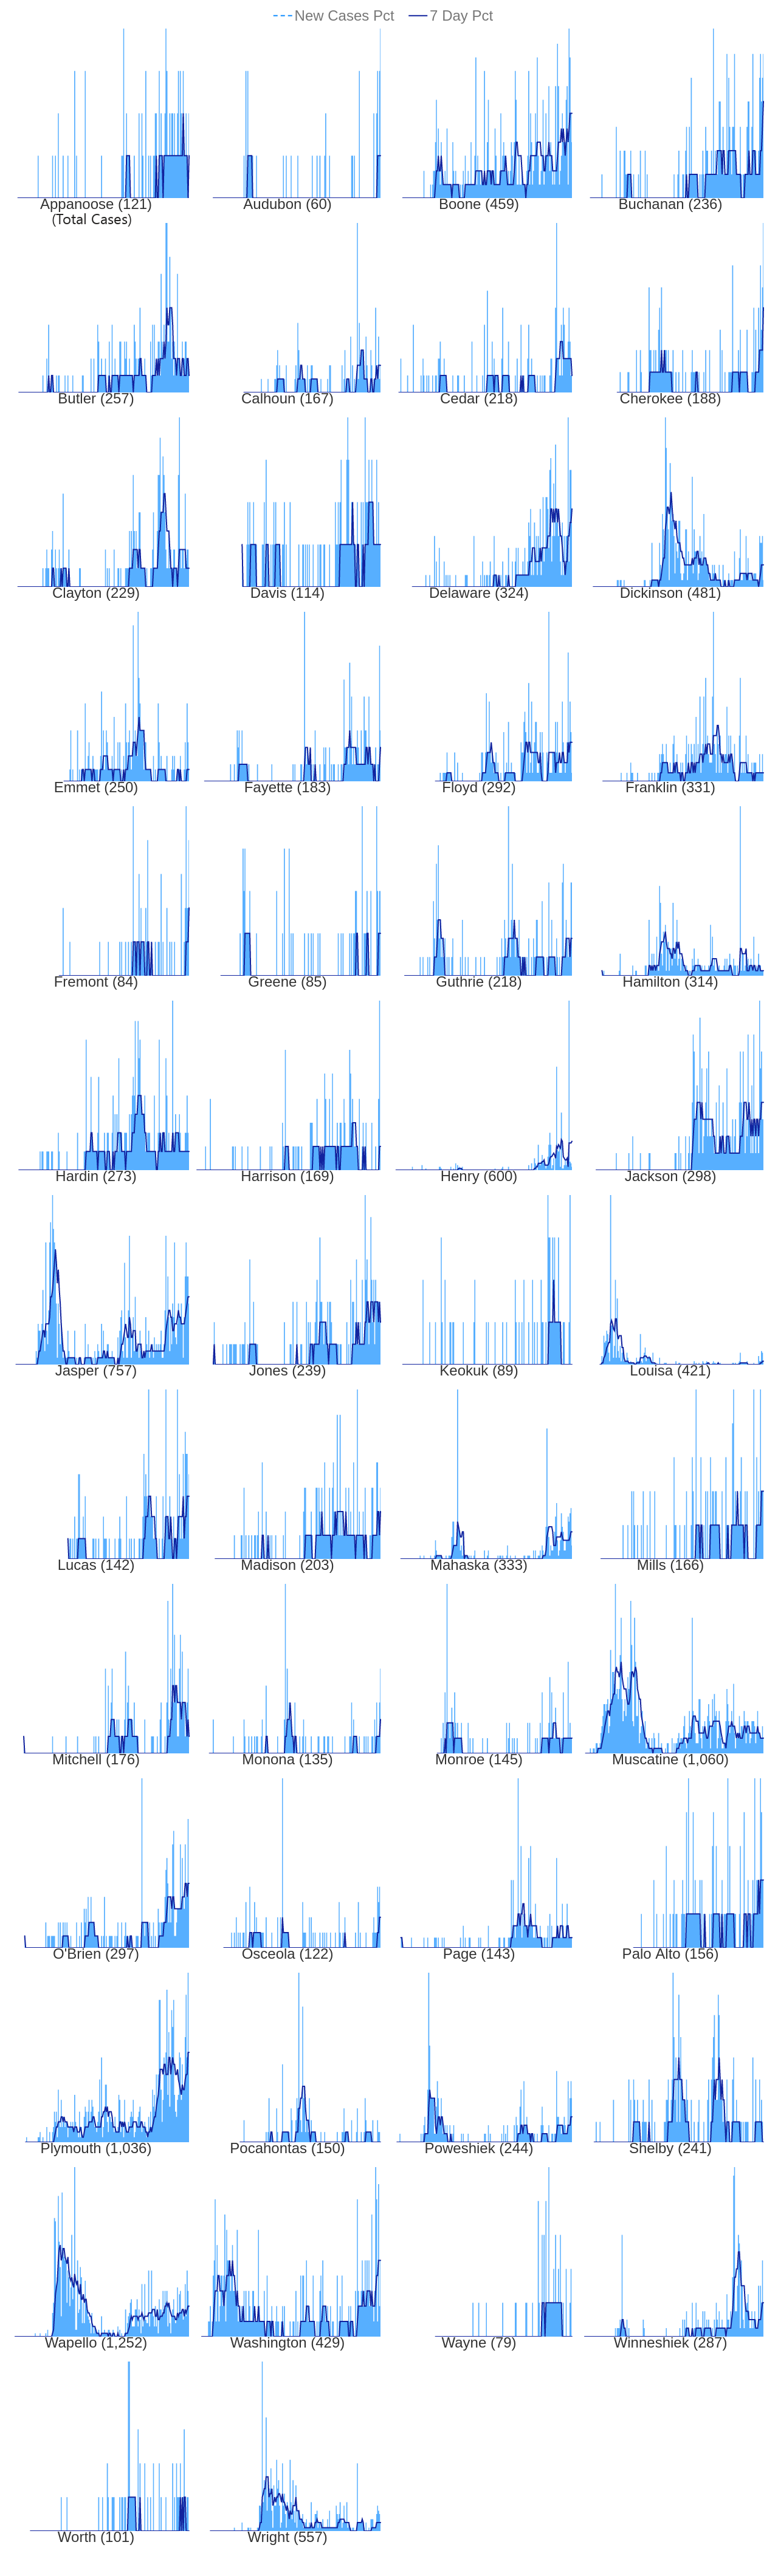 New Cases Pct 7 Day Pct
Appanoose (121) Audubon (60) Boone (459) Buchanan (236)
(Total Cases)
Butler (257) Calhoun (167) Cedar (218) Cherokee (188)
Clayton (229) Davis (114) Delaware (324) Dickinson (481)
Emmet (250) Fayette (183) Floyd (292) Franklin (331)
Fremont (84) Greene (85) Guthrie (218) Hamilton (314)
Hardin (273) Harrison (169) Henry (600) Jackson (298)
Jasper (757) Jones (239) Keokuk (89) Louisa (421)
Lucas (142) Madison (203) Mahaska (333) Mills (166)
Mitchell (176) Monona (135) Monroe (145) Muscatine (1,060)
O'Brien (297) Osceola (122) Page (143) Palo Alto (156)
Plymouth (1,036) Pocahontas (150) Poweshiek (244) Shelby (241)
Wapello (1,252) Washington (429) Wayne (79) Winneshiek (287)
Worth (101) Wright (557)